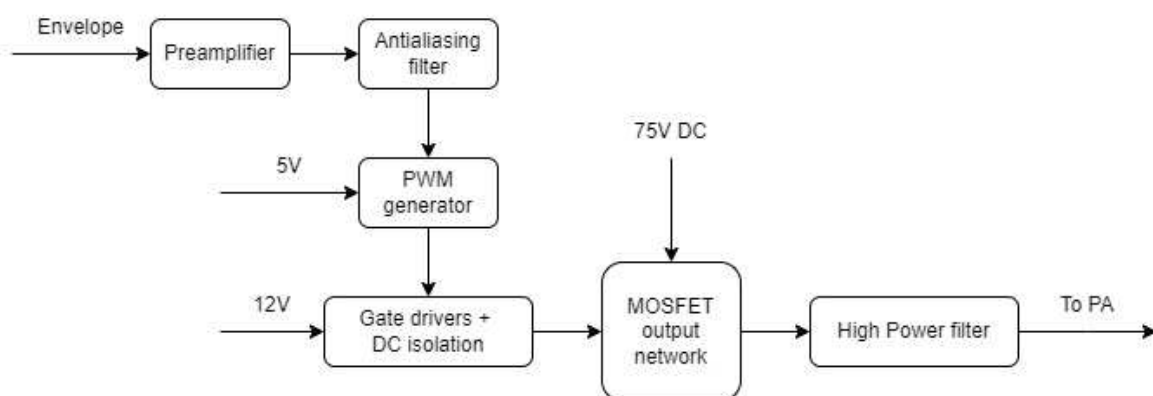 Envelope
Preamplifier
Antialiasing
filter
75V DC
5V
PWM
generator
12V
Gate drivers +
DC isolation
MOSFET
output
network
High Power filter
To PA